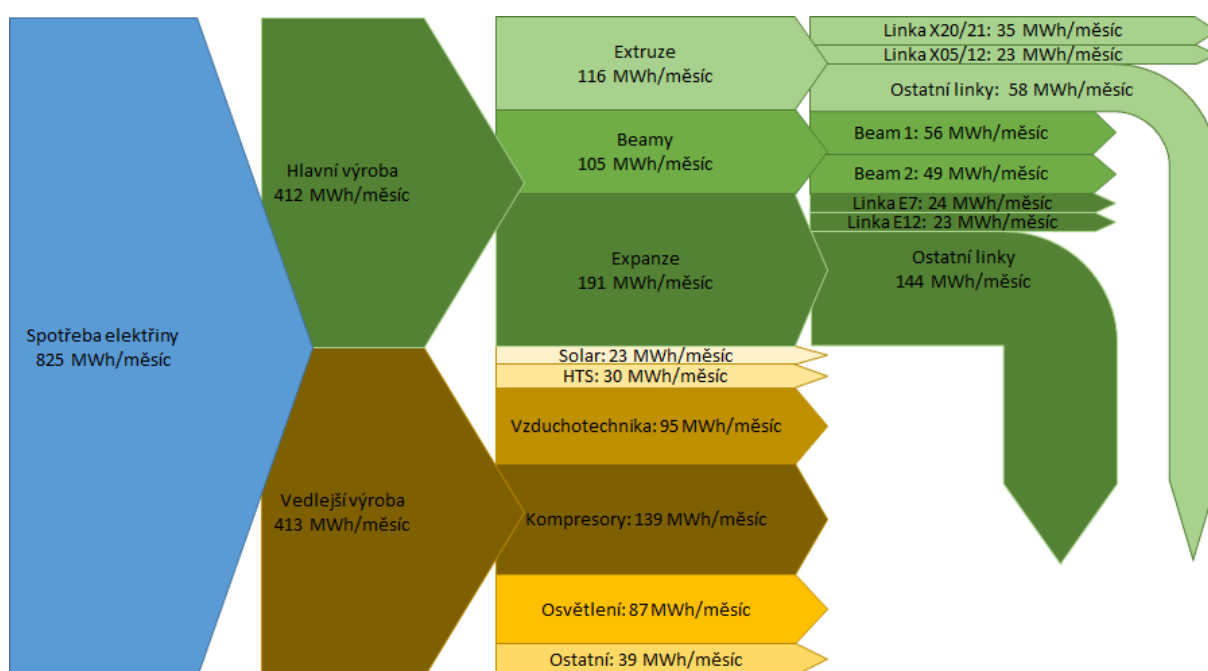 Spotřeba elektřiny
825 MWh/měsíc
Hlavní výroba
412 MWh/měsíc
Vedlejší výroba
413 MWh/měsíc
Extruze
116 MWh/měsíc
Beamy
105 MWh/měsíc
Expanze
191 MWh/měsíc
Solar: 23 MWh/měsíc
HTS: 30 MWh/měsíc
Vzduchotechnika: 95 MWh/měsíc
Kompresory: 139 MWh/měsíc
Osvětlení: 87 MWh/měsíc
Ostatní: 39 MWh/měsíc
Linka X20/21: 35 MWh/měsíc
Linka X05/12: 23 MWh/měsíc
Ostatní linky: 58 MWh/měsíc
Beam 1: 56 MWh/měsíc
Beam 2: 49 MWh/měsíc
Linka E7: 24 MWh/měsíc
Linka E12: 23 MWh/měsíc
Ostatní linky
144 MWh/měsíc